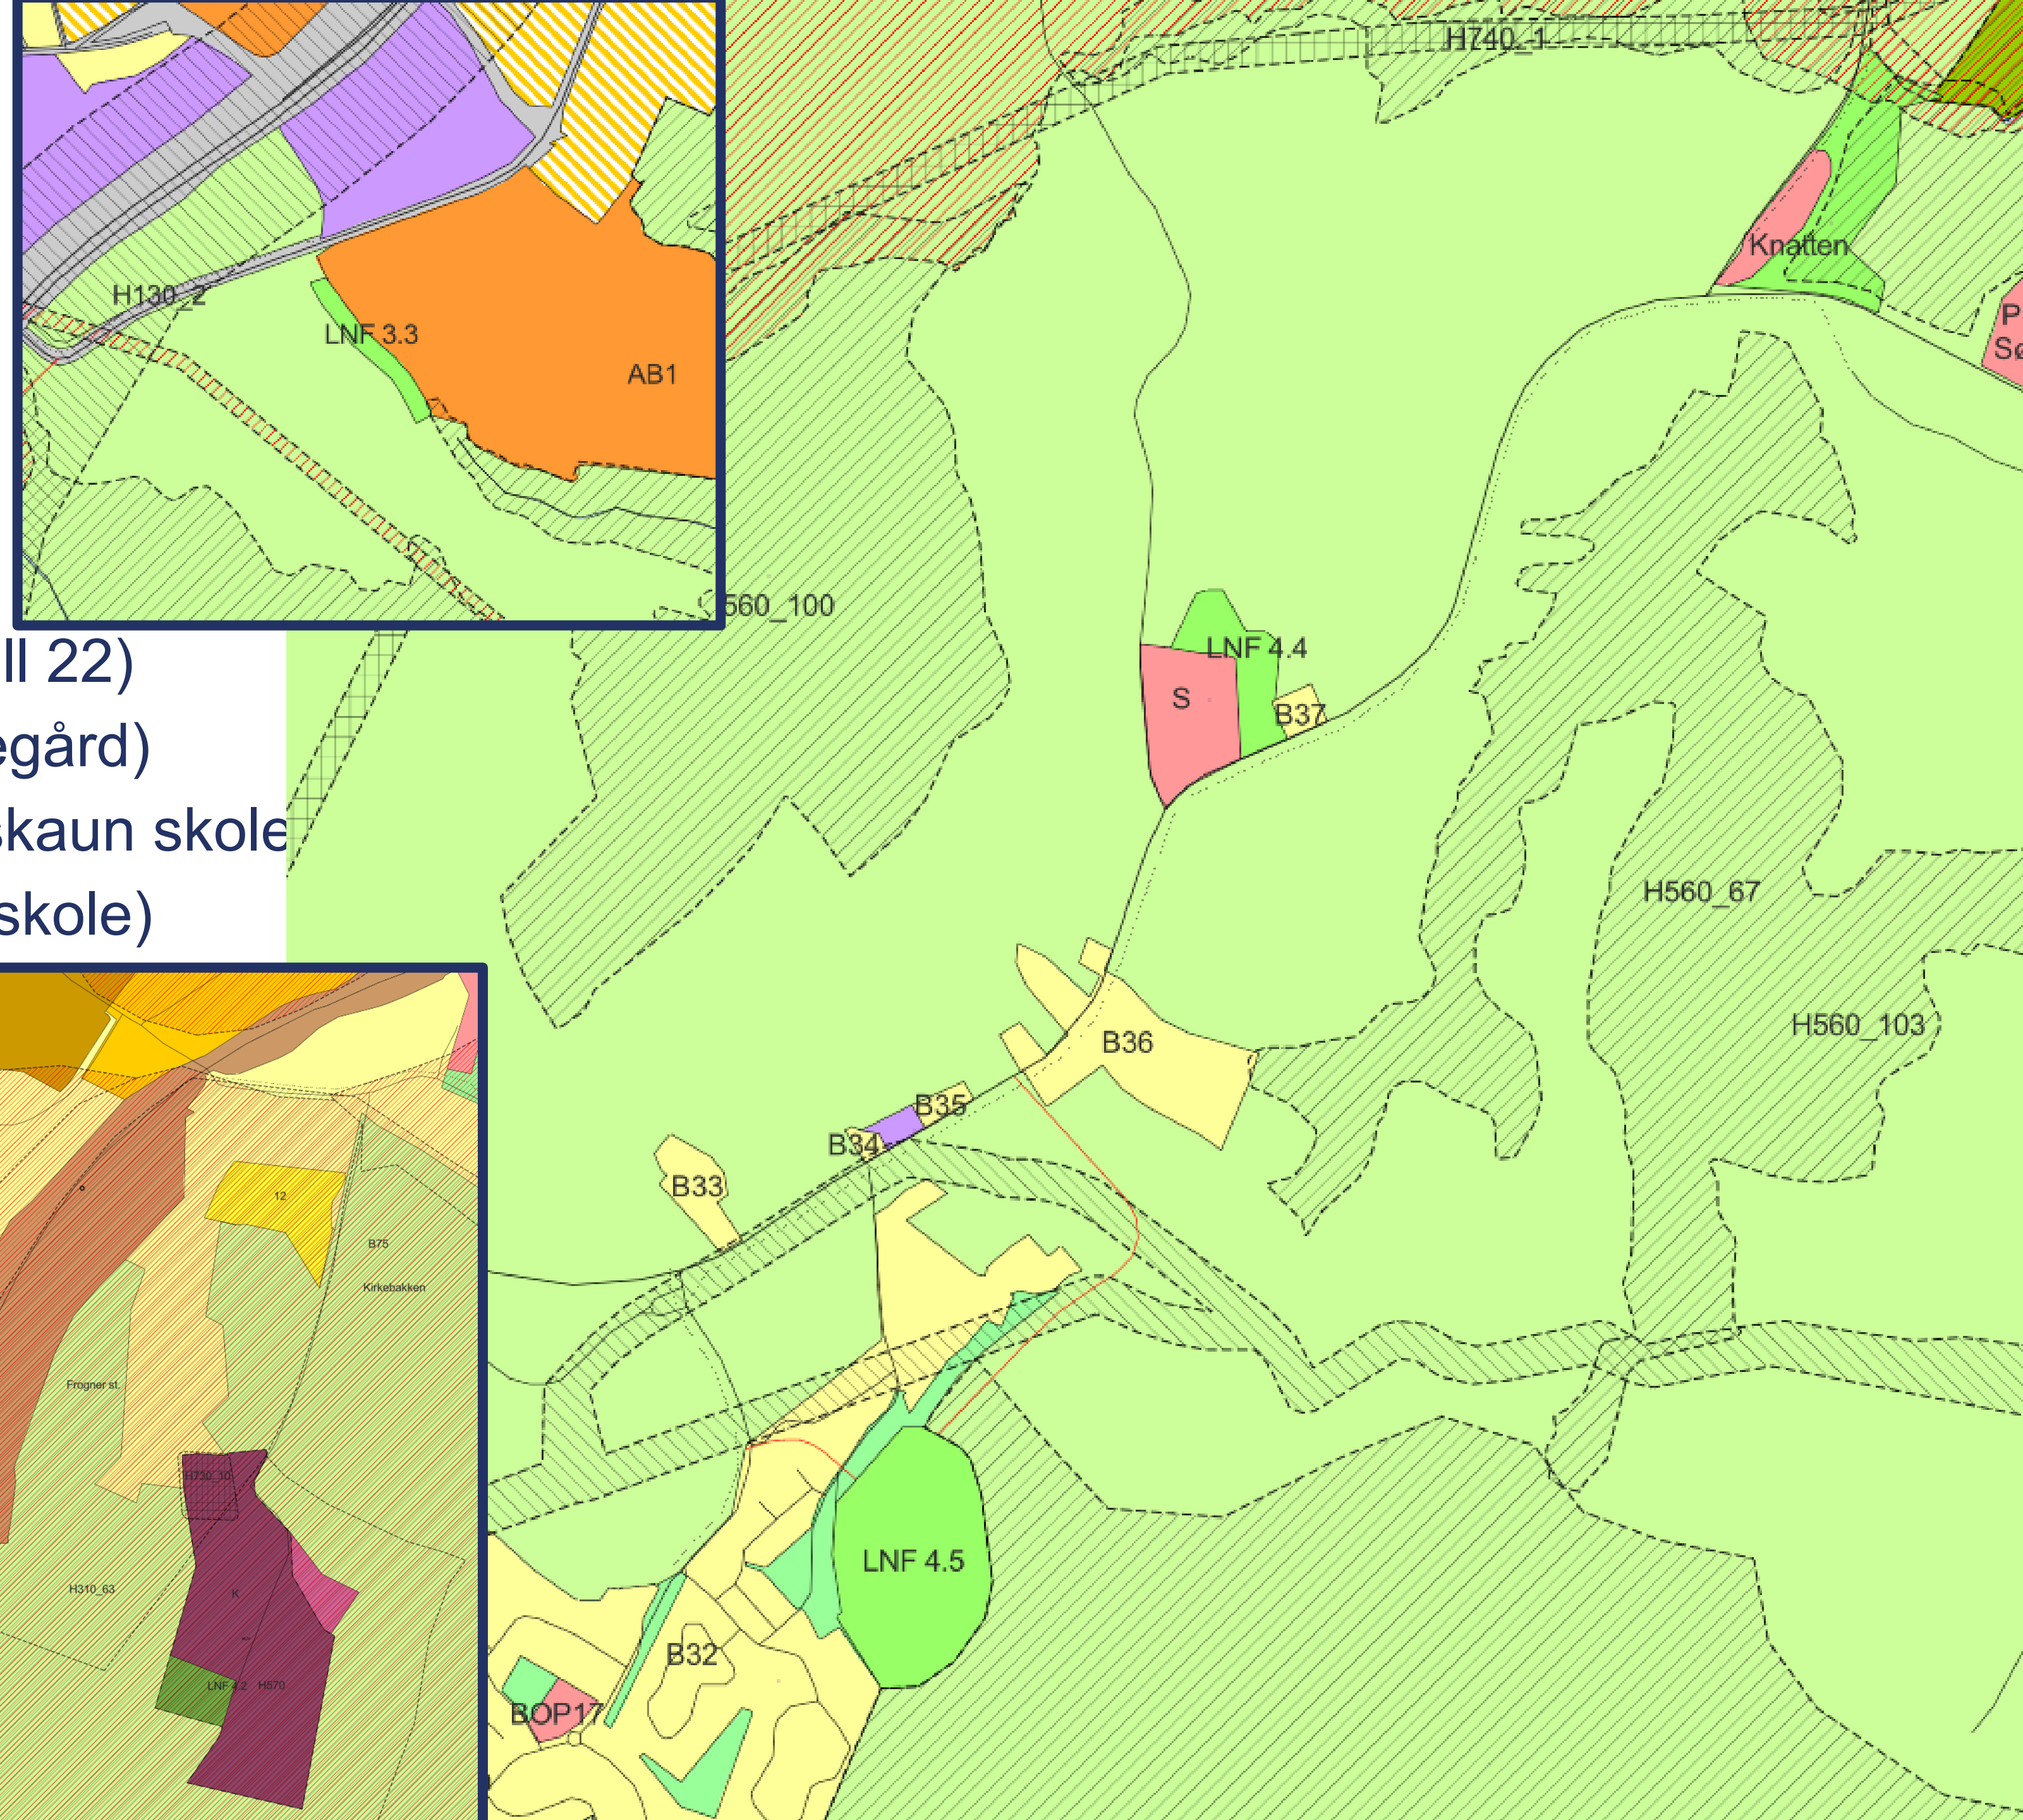 H740_1
Knatten
P
Sø
H130_2
LNF 3.3
AB1
560_100
ll 22)
egård)
skaun skole
skole)
LNF 4.4
S
B37
H560_67
H560_103
B36
B35
B34
B33
12
B75
Kirkebakken
Frogner st.
H730_10
K
H310_63
LNF 4.2
H570
LNF 4.5
B32
BOP17